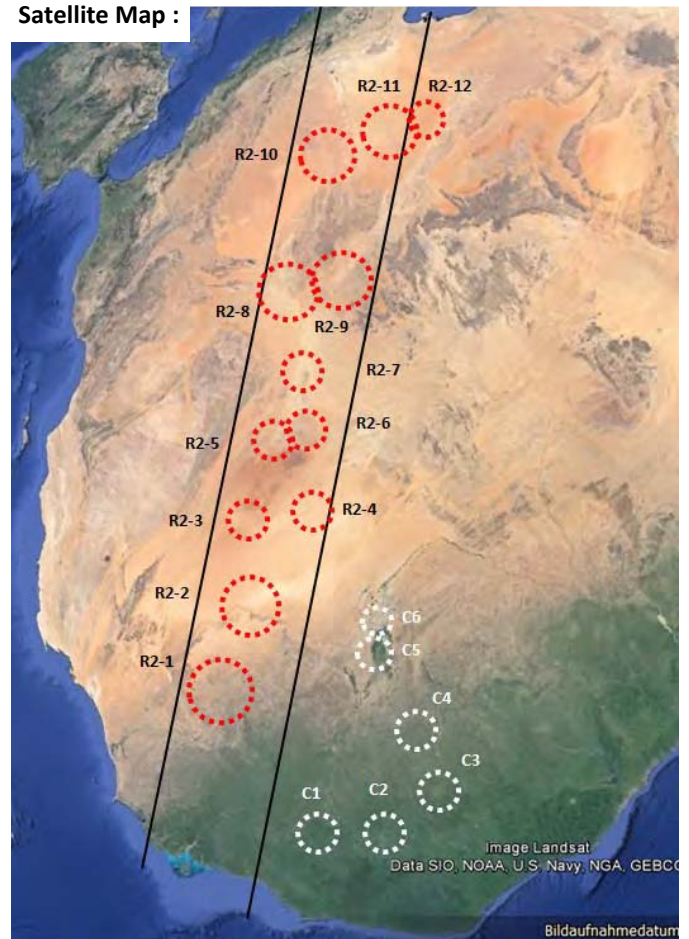 Satellite Map :
R2-11
R2-12
R2-10
R2-8
R2-9
R2-7
R2-6
R2-5
R2-4
R2-3
R2-2
C6
C5
R2-1
C4
C3
C1
C2
Image Landsat
Data SIO, NOAA, U.S. Navy, NGA, GEBCO
Bildaufnahmedatum